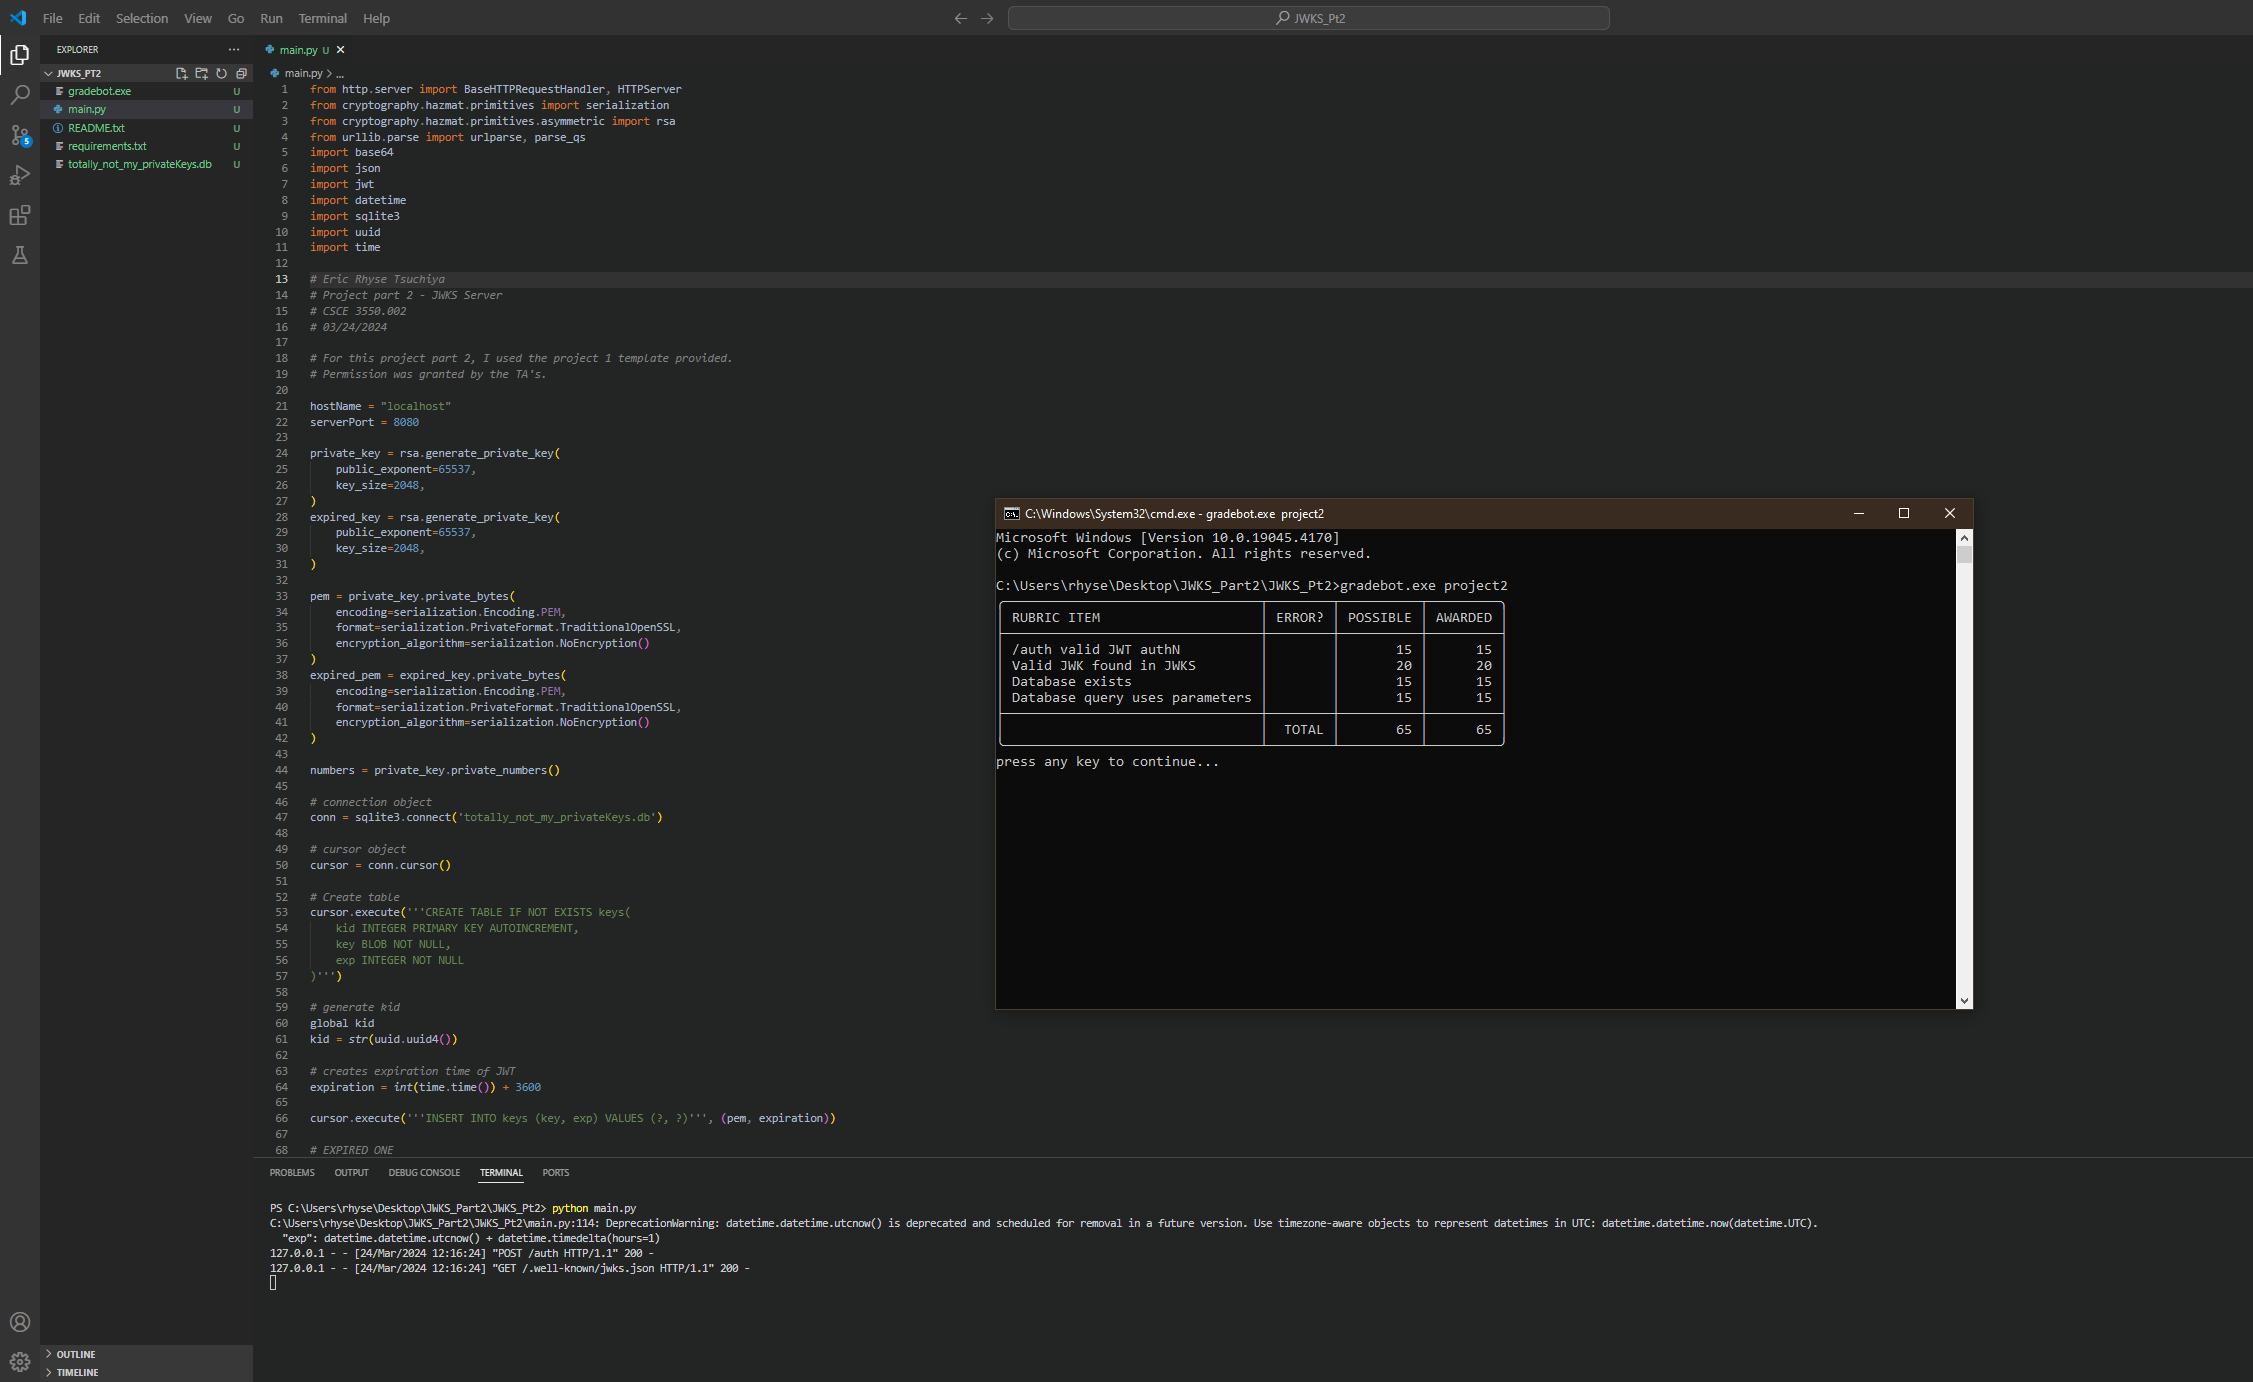 File Edit Selection View Go Run Terminal Help
JWKS_Pt2
EXPLORER
JWKS_PT2
gradebot.exe U
main.py U
README.txt U
requirements.txt U
totally_not_my_privateKeys.db U
5
OUTLINE
TIMELINE
main.py U
main.py > ...
1 from http.server import BaseHTTPRequestHandler, HTTPServer
2 from cryptography.hazmat.primitives import serialization
3 from cryptography.hazmat.primitives.asymmetric import rsa
4 from urllib.parse import urlparse, parse_qs
5 import base64
6 import json
7 import jwt
8 import datetime
9 import sqlite3
10 import uuid
11 import time
12
13 # Eric Rhyse Tsuchiya
14 # Project part 2 - JWKS Server
15 # CSCE 3550.002
16 # 03/24/2024
17
18 # For this project part 2, I used the project 1 template provided.
19 # Permission was granted by the TA's.
20
21 hostName = "localhost"
22 serverPort = 8080
23
24 private_key = rsa.generate_private_key(
25 public_exponent=65537,
26 key_size=2048,
27 )
28 expired_key = rsa.generate_private_key(
29 public_exponent=65537,
30 key_size=2048,
31 )
32
33 pem = private_key.private_bytes(
34 encoding=serialization.Encoding.PEM,
35 format=serialization.PrivateFormat.TraditionalOpenSSL,
36 encryption_algorithm=serialization.NoEncryption()
37 )
38 expired_pem = expired_key.private_bytes(
39 encoding=serialization.Encoding.PEM,
40 format=serialization.PrivateFormat.TraditionalOpenSSL,
41 encryption_algorithm=serialization.NoEncryption()
42 )
43
44 numbers = private_key.private_numbers()
45
46 # connection object
47 conn = sqlite3.connect('totally_not_my_privateKeys.db')
48
49 # cursor object
50 cursor = conn.cursor()
51
52 # Create table
53 cursor.execute('''CREATE TABLE IF NOT EXISTS keys(
54 kid INTEGER PRIMARY KEY AUTOINCREMENT,
55 key BLOB NOT NULL,
56 exp INTEGER NOT NULL
57 )''')
58
59 # generate kid
60 global kid
61 kid = str(uuid.uuid4())
62
63 # creates expiration time of JWT
64 expiration = int(time.time()) + 3600
65
66 cursor.execute('''INSERT INTO keys (key, exp) VALUES (?, ?)''', (pem, expiration))
67
68 # EXPIRED ONE
C:\Windows\System32\cmd.exe - gradebot.exe project2
Microsoft Windows [Version 10.0.19045.4170]
(c) Microsoft Corporation. All rights reserved.
C:\Users\rhyse\Desktop\JWKS_Part2\JWKS_Pt2>gradebot.exe project2
RUBRIC ITEM ERROR? POSSIBLE AWARDED
/auth valid JWT authN 15 15
Valid JWK found in JWKS 20 20
Database exists 15 15
Database query uses parameters 15 15
TOTAL 65 65
press any key to continue...
PROBLEMS OUTPUT DEBUG CONSOLE TERMINAL PORTS
PS C:\Users\rhyse\Desktop\JWKS_Part2\JWKS_Pt2> python main.py
C:\Users\rhyse\Desktop\JWKS_Part2\JWKS_Pt2\main.py:114: DeprecationWarning: datetime.datetime.utcnow() is deprecated and scheduled for removal in a future version. Use timezone-aware objects to represent datetimes in UTC: datetime.datetime.now(datetime.UTC).
"exp": datetime.datetime.utcnow() + datetime.timedelta(hours=1)
127.0.0.1 - - [24/Mar/2024 12:16:24] "POST /auth HTTP/1.1" 200 -
127.0.0.1 - - [24/Mar/2024 12:16:24] "GET /.well-known/jwks.json HTTP/1.1" 200 -